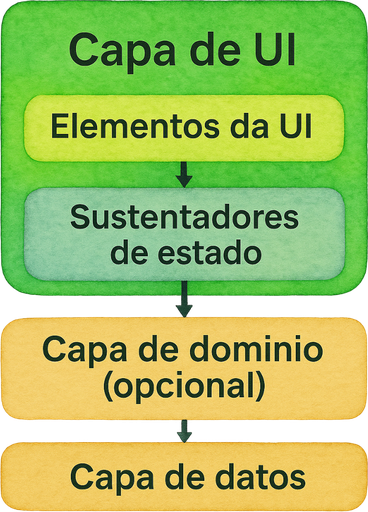 Capa de UI
Elementos da UI
Sustentadores
de estado
Capa de dominio
(opcional)
Capa de datos